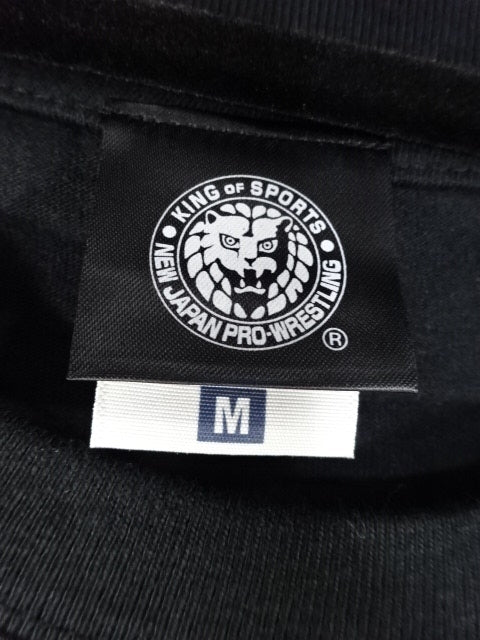 KING OF SPORTS
NEW JAPAN PRO-WRESTLING
®
M